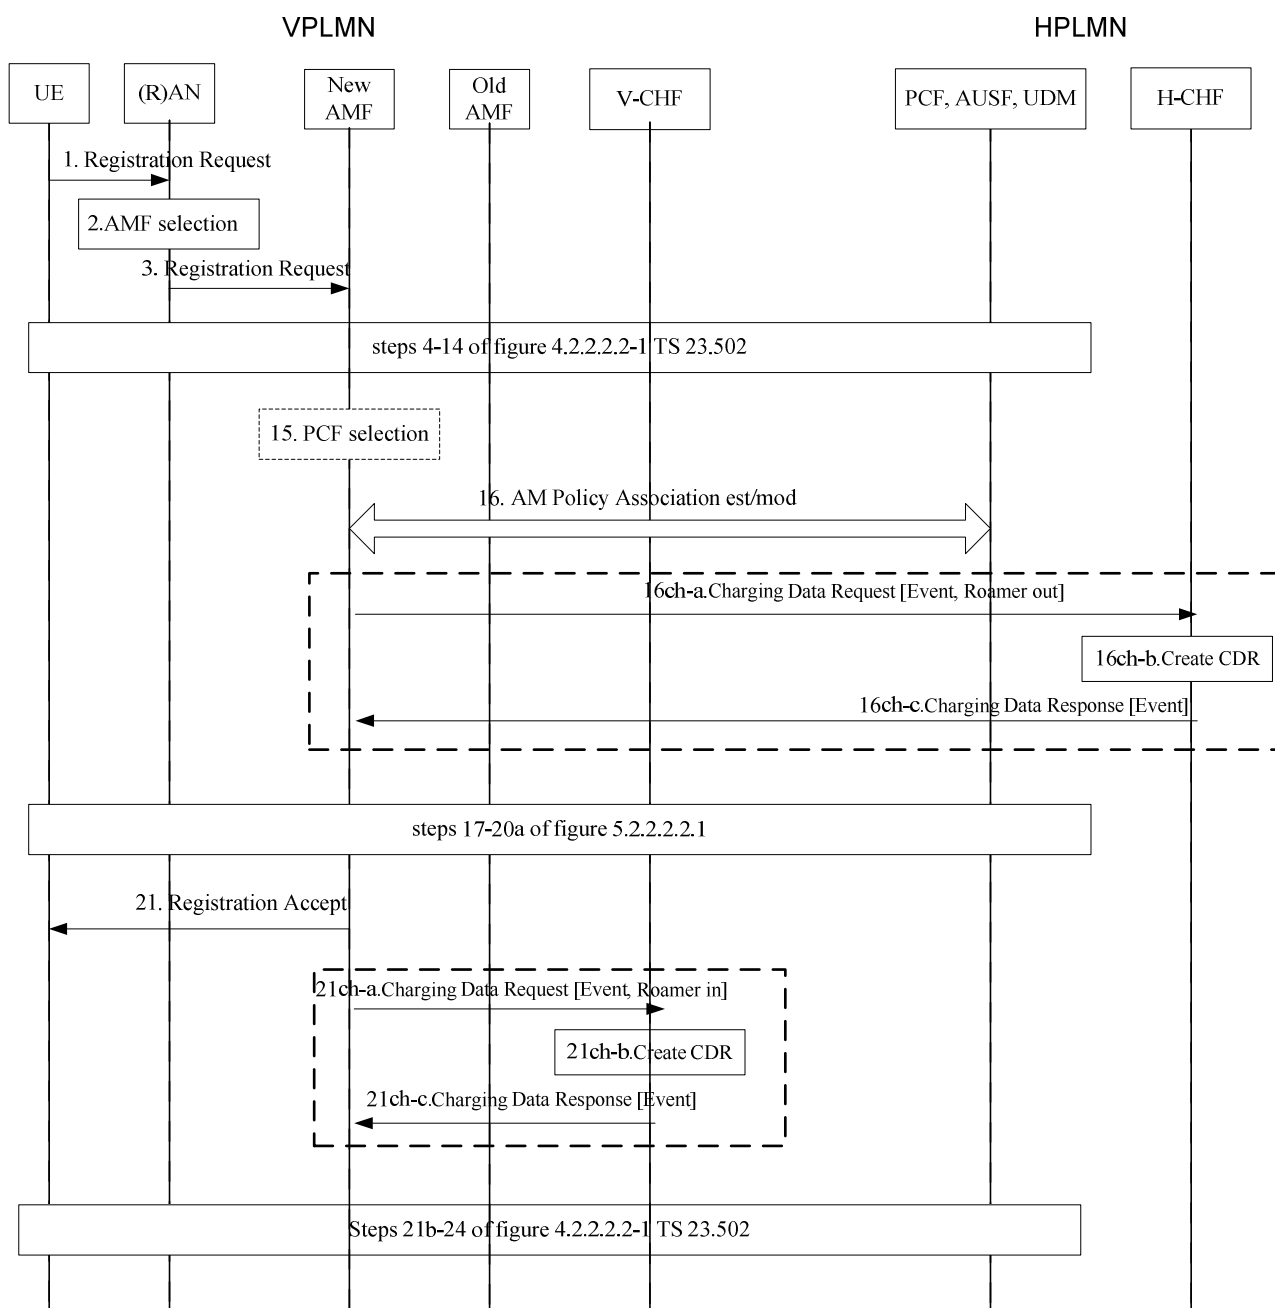 VPLMN
HPLMN
UE
(R)AN
New
AMF
Old
AMF
V-CHF
PCF, AUSF, UDM
H-CHF
1. Registration Request
2.AMF selection
3. Registration Request
steps 4-14 of figure 4.2.2.2.2-1 TS 23.502
15. PCF selection
16. AM Policy Association est/mod
16ch-a.Charging Data Request [Event, Roamer out]
16ch-b.Create CDR
16ch-c.Charging Data Response [Event]
steps 17-20a of figure 5.2.2.2.2.1
21. Registration Accept
21ch-a.Charging Data Request [Event, Roamer in]
21ch-b.Create CDR
21ch-c.Charging Data Response [Event]
Steps 21b-24 of figure 4.2.2.2.2-1 TS 23.502